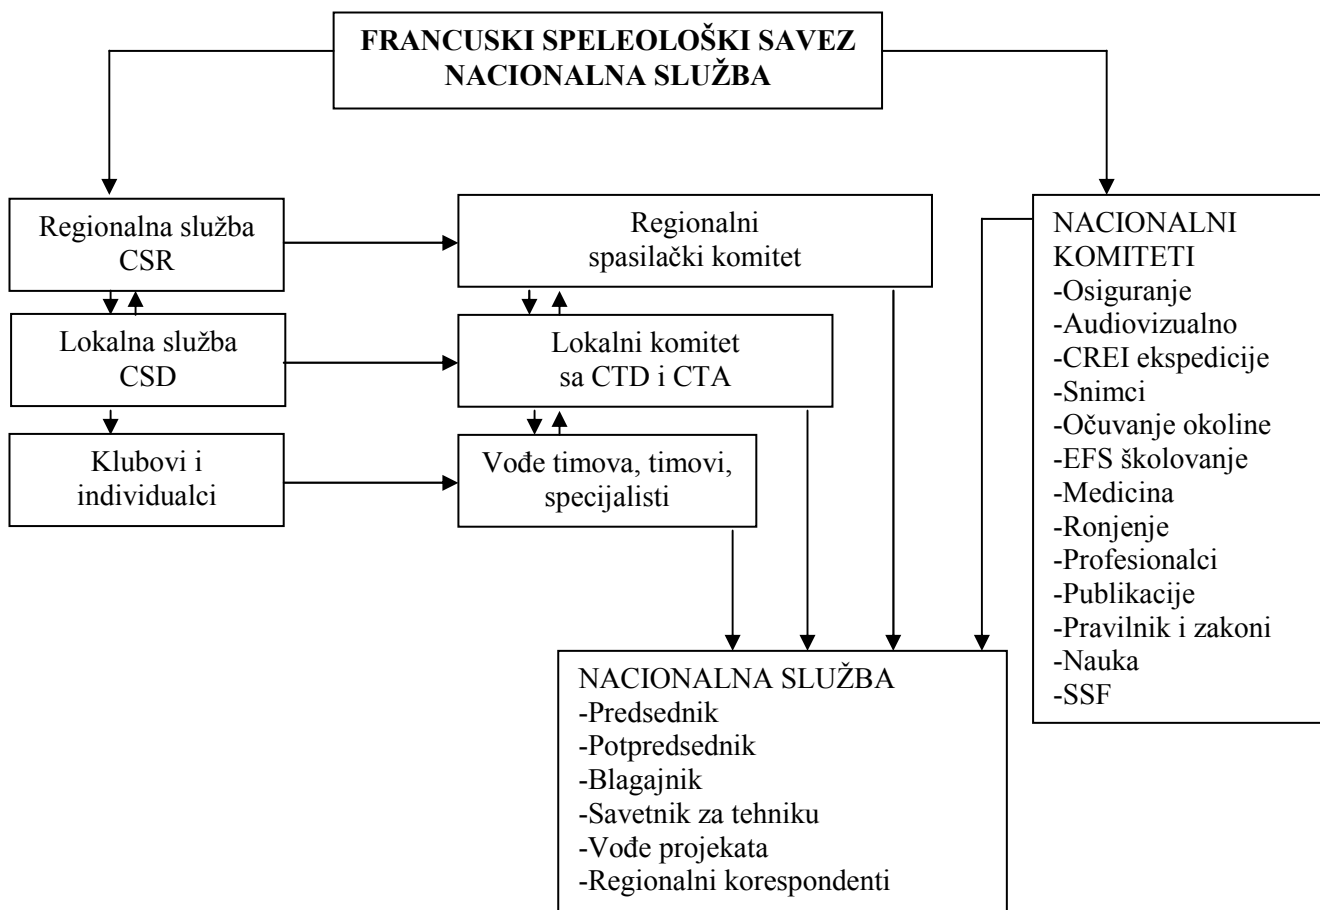 FRANCUSKI SPELEOLOŠKI SAVEZ
NACIONALNA SLUŽBA
Regionalna služba
CSR
Regionalni
spasilački komitet
Lokalna služba
CSD
Lokalni komitet
sa CTD i CTA
Klubovi i
individualci
Vođe timova, timovi,
specijalisti
NACIONALNI
KOMITETI
-Osiguranje
-Audiovizualno
-CREI ekspedicije
-Snimci
-Očuvanje okoline
-EFS školovanje
-Medicina
-Ronjenje
-Profesionalci
-Publikacije
-Pravilnik i zakoni
-Nauka
-SSF
NACIONALNA SLUŽBA
-Predsednik
-Potpredsednik
-Blagajnik
-Savetnik za tehniku
-Vođe projekata
-Regionalni korespondenti